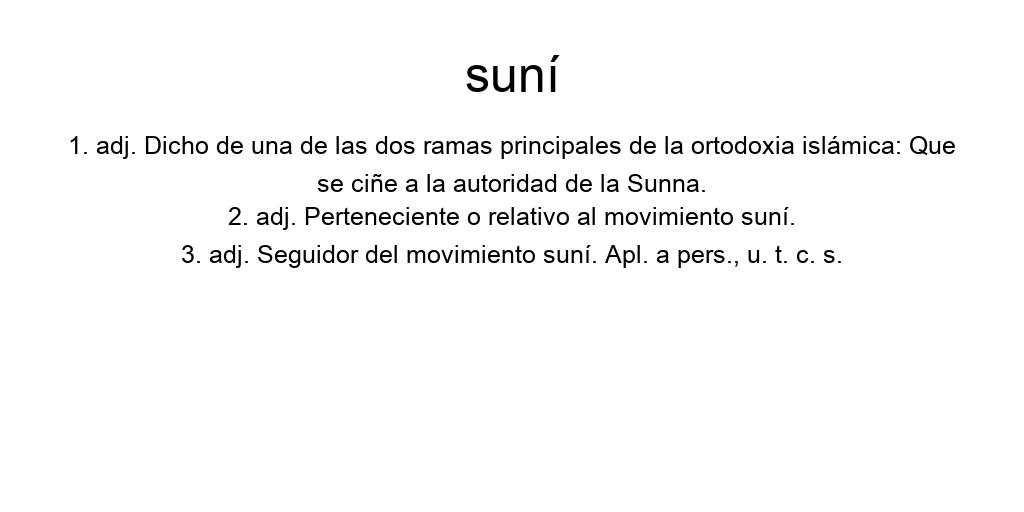 suní
1. adj. Dicho de una de las dos ramas principales de la ortodoxia islámica: Que
se ciñe a la autoridad de la Sunna.
2. adj. Perteneciente o relativo al movimiento suní.
3. adj. Seguidor del movimiento suní. Apl. a pers., u. t. c. s.